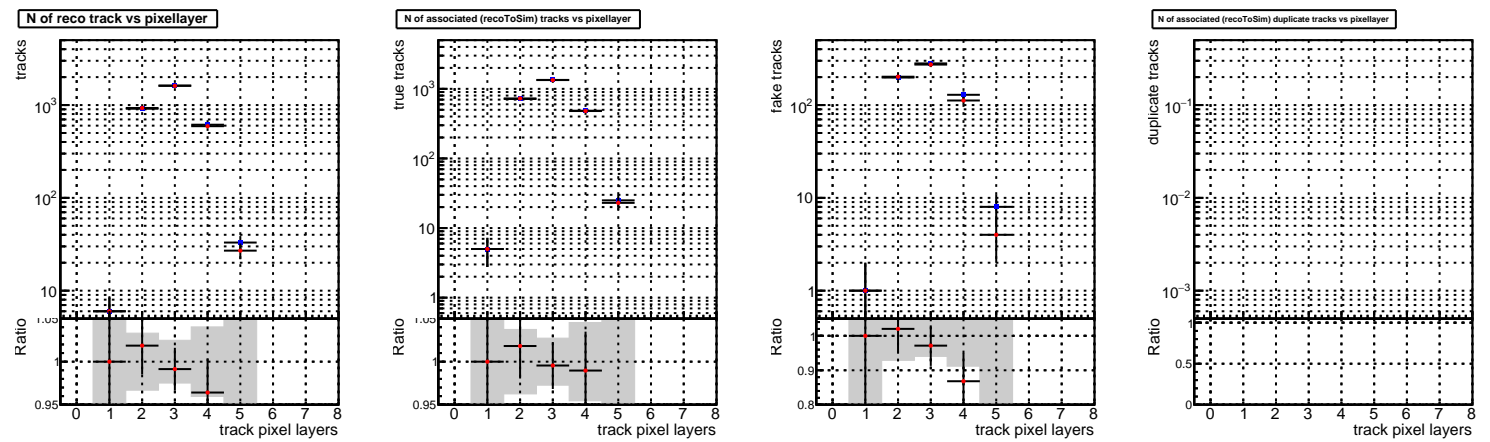 N of reco track vs pixellayer
tracks
10³
10²
10
Ratio
1.05
1
0.95
0 1 2 3 4 5 6 7 8
track pixel layers
N of associated (recoToSim) tracks vs pixellayer
true tracks
10³
10²
10
1
Ratio
1.05
1
0.95
0 1 2 3 4 5 6 7 8
track pixel layers
fake tracks
10²
10
1
Ratio
1
0.9
0.8
0 1 2 3 4 5 6 7 8
track pixel layers
N of associated (recoToSim) duplicate tracks vs pixellayer
duplicate tracks
10⁻¹
10⁻²
10⁻³
Ratio
1
0.5
0
0 1 2 3 4 5 6 7 8
track pixel layers